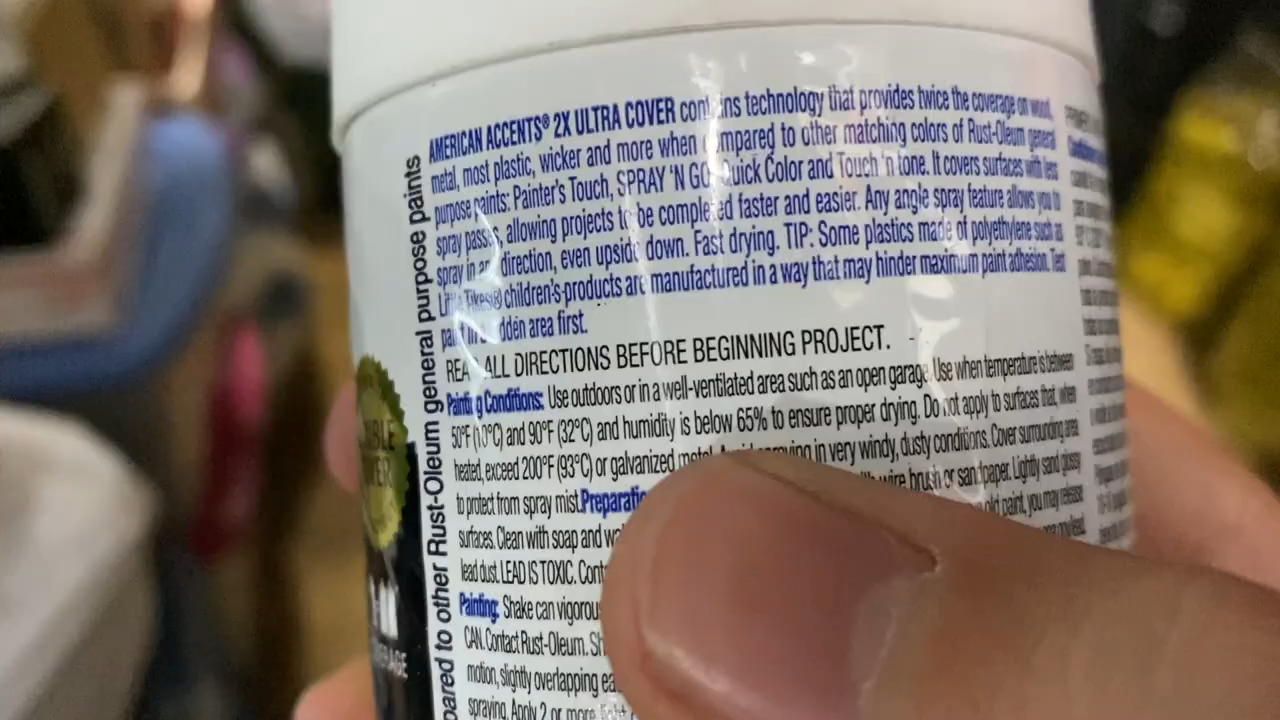 AMERICAN ACCENTS® 2X ULTRA COVER contains technology that provides twice the coverage on wood,
metal, most plastic, wicker and more when compared to other matching colors of Rust-Oleum general
purpose paints: Painter's Touch, SPRAY 'N GO, Quick Color and Touch 'n tone. It covers surfaces with less
spray passes, allowing projects to be completed faster and easier. Any angle spray feature allows you to
spray in any direction, even upside down. Fast drying. TIP: Some plastics made of polyethylene such as
Little Tikes® children's products are manufactured in a way that may hinder maximum paint adhesion. Test
paint in hidden area first.
READ ALL DIRECTIONS BEFORE BEGINNING PROJECT.
Painting Conditions: Use outdoors or in a well-ventilated area such as an open garage. Use when temperature is between
50°F (10°C) and 90°F (32°C) and humidity is below 65% to ensure proper drying. Do not apply to surfaces that, when
heated, exceed 200°F (93°C) or galvanized metal. Avoid spraying in very windy, dusty conditions. Cover surrounding area
to protect from spray mist. Preparatio wire brush or sandpaper. Lightly sand glossy
surfaces. Clean with soap and wa old paint, you may release
lead dust. LEAD IS TOXIC. Cont
Painting: Shake can vigorou
CAN. Contact Rust-Oleum. Sh
motion, slightly overlapping ea
spraying. Apply 2 or more light
pared to other Rust-Oleum general purpose paints